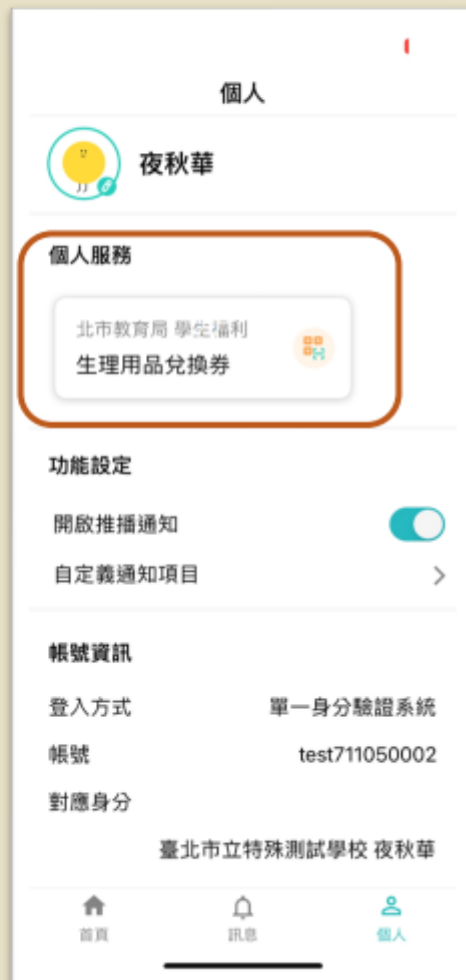 個人
夜秋華
個人服務
北市教育局 學生福利
生理用品兌換券
功能設定
開啟推播通知
自定義通知項目
帳號資訊
登入方式 單一身分驗證系統
帳號 test711050002
對應身分
臺北市立特殊測試學校 夜秋華
首頁 訊息 個人